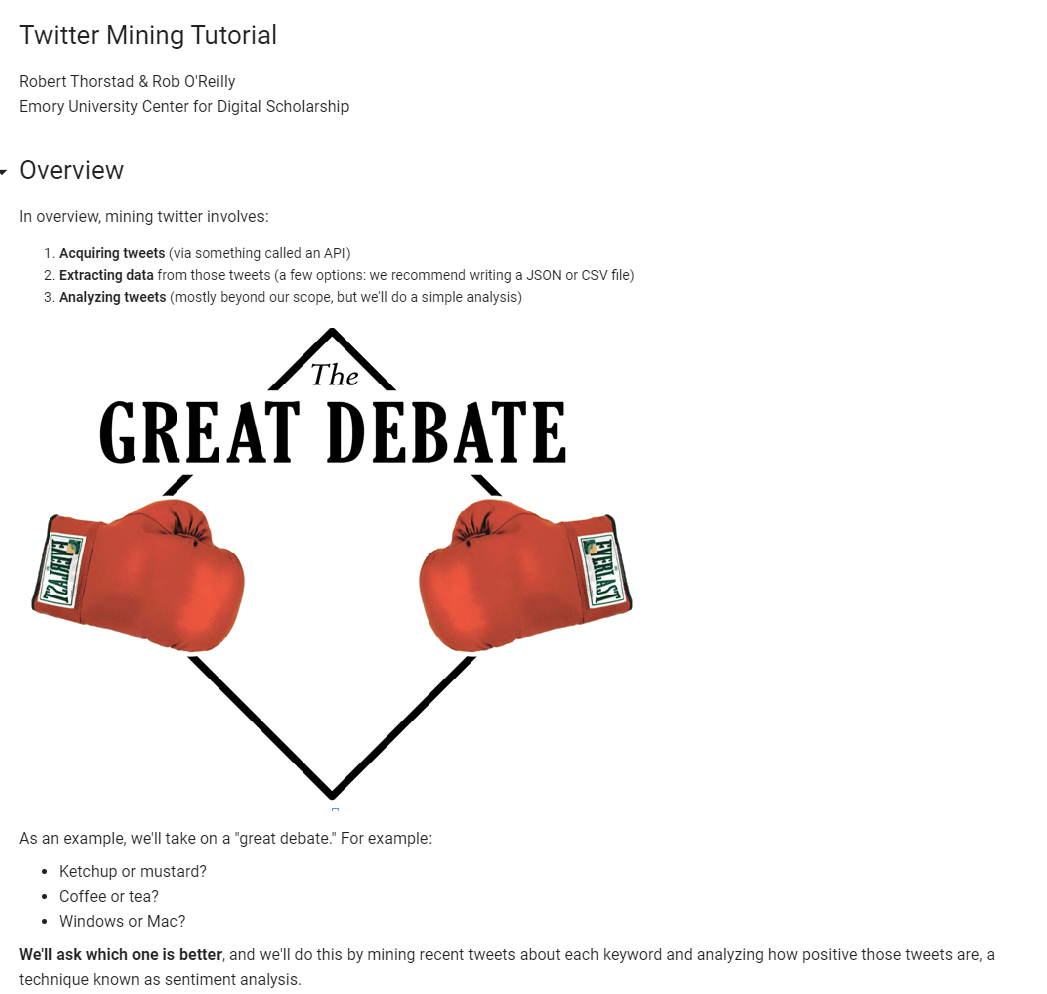 Twitter Mining Tutorial
Robert Thorstad & Rob O'Reilly
Emory University Center for Digital Scholarship
Overview
In overview, mining twitter involves:
1. Acquiring tweets (via something called an API)
2. Extracting data from those tweets (a few options: we recommend writing a JSON or CSV file)
3. Analyzing tweets (mostly beyond our scope, but we'll do a simple analysis)
The
GREAT DEBATE
EVERLAST
EVERLAST
As an example, we'll take on a "great debate." For example:
• Ketchup or mustard?
• Coffee or tea?
• Windows or Mac?
We'll ask which one is better, and we'll do this by mining recent tweets about each keyword and analyzing how positive those tweets are, a
technique known as sentiment analysis.